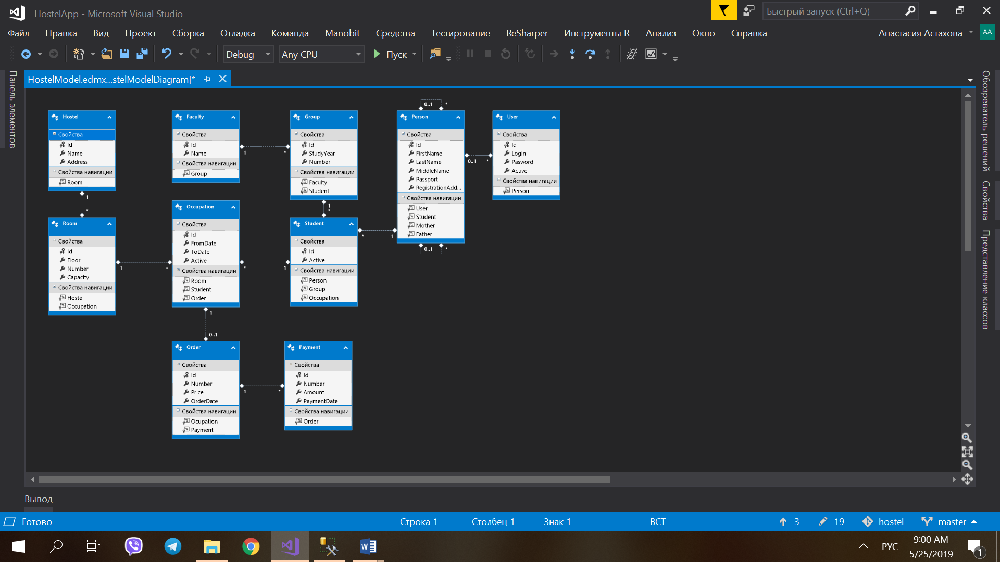 HostelApp - Microsoft Visual Studio
Быстрый запуск (Ctrl+Q)
Файл Правка Вид Проект Сборка Отладка Команда Manobit Средства Тестирование ReSharper Инструменты R Анализ Окно Справка
Анастасия Астахова AA
Debug Any CPU Пуск
Панель элементов
HostelModel.edmx...stelModelDiagram]*
Обозреватель решений
Свойства
Представление классов
Hostel
Свойства
Id
Name
Address
Свойства навигации
Room
1
*
Faculty
Свойства
Id
Name
Свойства навигации
Group
1
*
Group
Свойства
Id
StudyYear
Number
Свойства навигации
Faculty
Student
1
*
0..1 *
Person
Свойства
Id
FirstName
LastName
MiddleName
Passport
RegistrationAdd...
Свойства навигации
User
Student
Mother
Father
0..1 *
0..1 *
User
Свойства
Id
Login
Pasword
Active
Свойства навигации
Person
Room
Свойства
Id
Floor
Number
Capacity
Свойства навигации
Hostel
Occupation
1 *
Occupation
Свойства
Id
FromDate
ToDate
Active
Свойства навигации
Room
Student
Order
* 1
Student
Свойства
Id
Active
Свойства навигации
Person
Group
Occupation
* 1
1
0..1
Order
Свойства
Id
Number
Price
OrderDate
Свойства навигации
Ocupation
Payment
1 *
Payment
Свойства
Id
Number
Amount
PaymentDate
Свойства навигации
Order
Вывод
Готово Строка 1 Столбец 1 Знак 1 ВСТ 3 19 hostel master
РУС
9:00 AM
5/25/2019
1